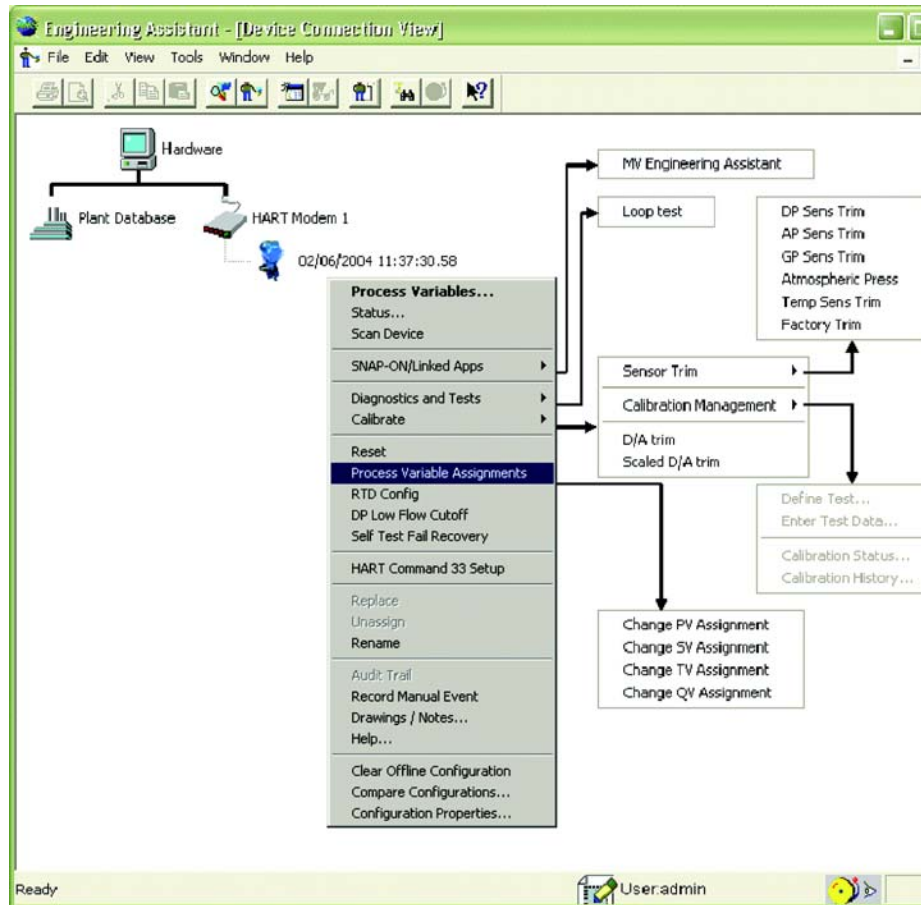 Engineering Assistant - [Device Connection View]
File Edit View Tools Window Help
Hardware
Plant Database
HART Modem 1
02/06/2004 11:37:30.58
Process Variables...
Status...
Scan Device
SNAP-ON/Linked Apps
Diagnostics and Tests
Calibrate
Reset
Process Variable Assignments
RTD Config
DP Low Flow Cutoff
Self Test Fail Recovery
HART Command 33 Setup
Replace
Unassign
Rename
Audit Trail
Record Manual Event
Drawings / Notes...
Help...
Clear Offline Configuration
Compare Configurations...
Configuration Properties...
MV Engineering Assistant
Loop test
Sensor Trim
Calibration Management
D/A trim
Scaled D/A trim
DP Sens Trim
AP Sens Trim
GP Sens Trim
Atmospheric Press
Temp Sens Trim
Factory Trim
Define Test...
Enter Test Data...
Calibration Status...
Calibration History...
Change PV Assignment
Change SV Assignment
Change TV Assignment
Change QV Assignment
Ready
User:admin